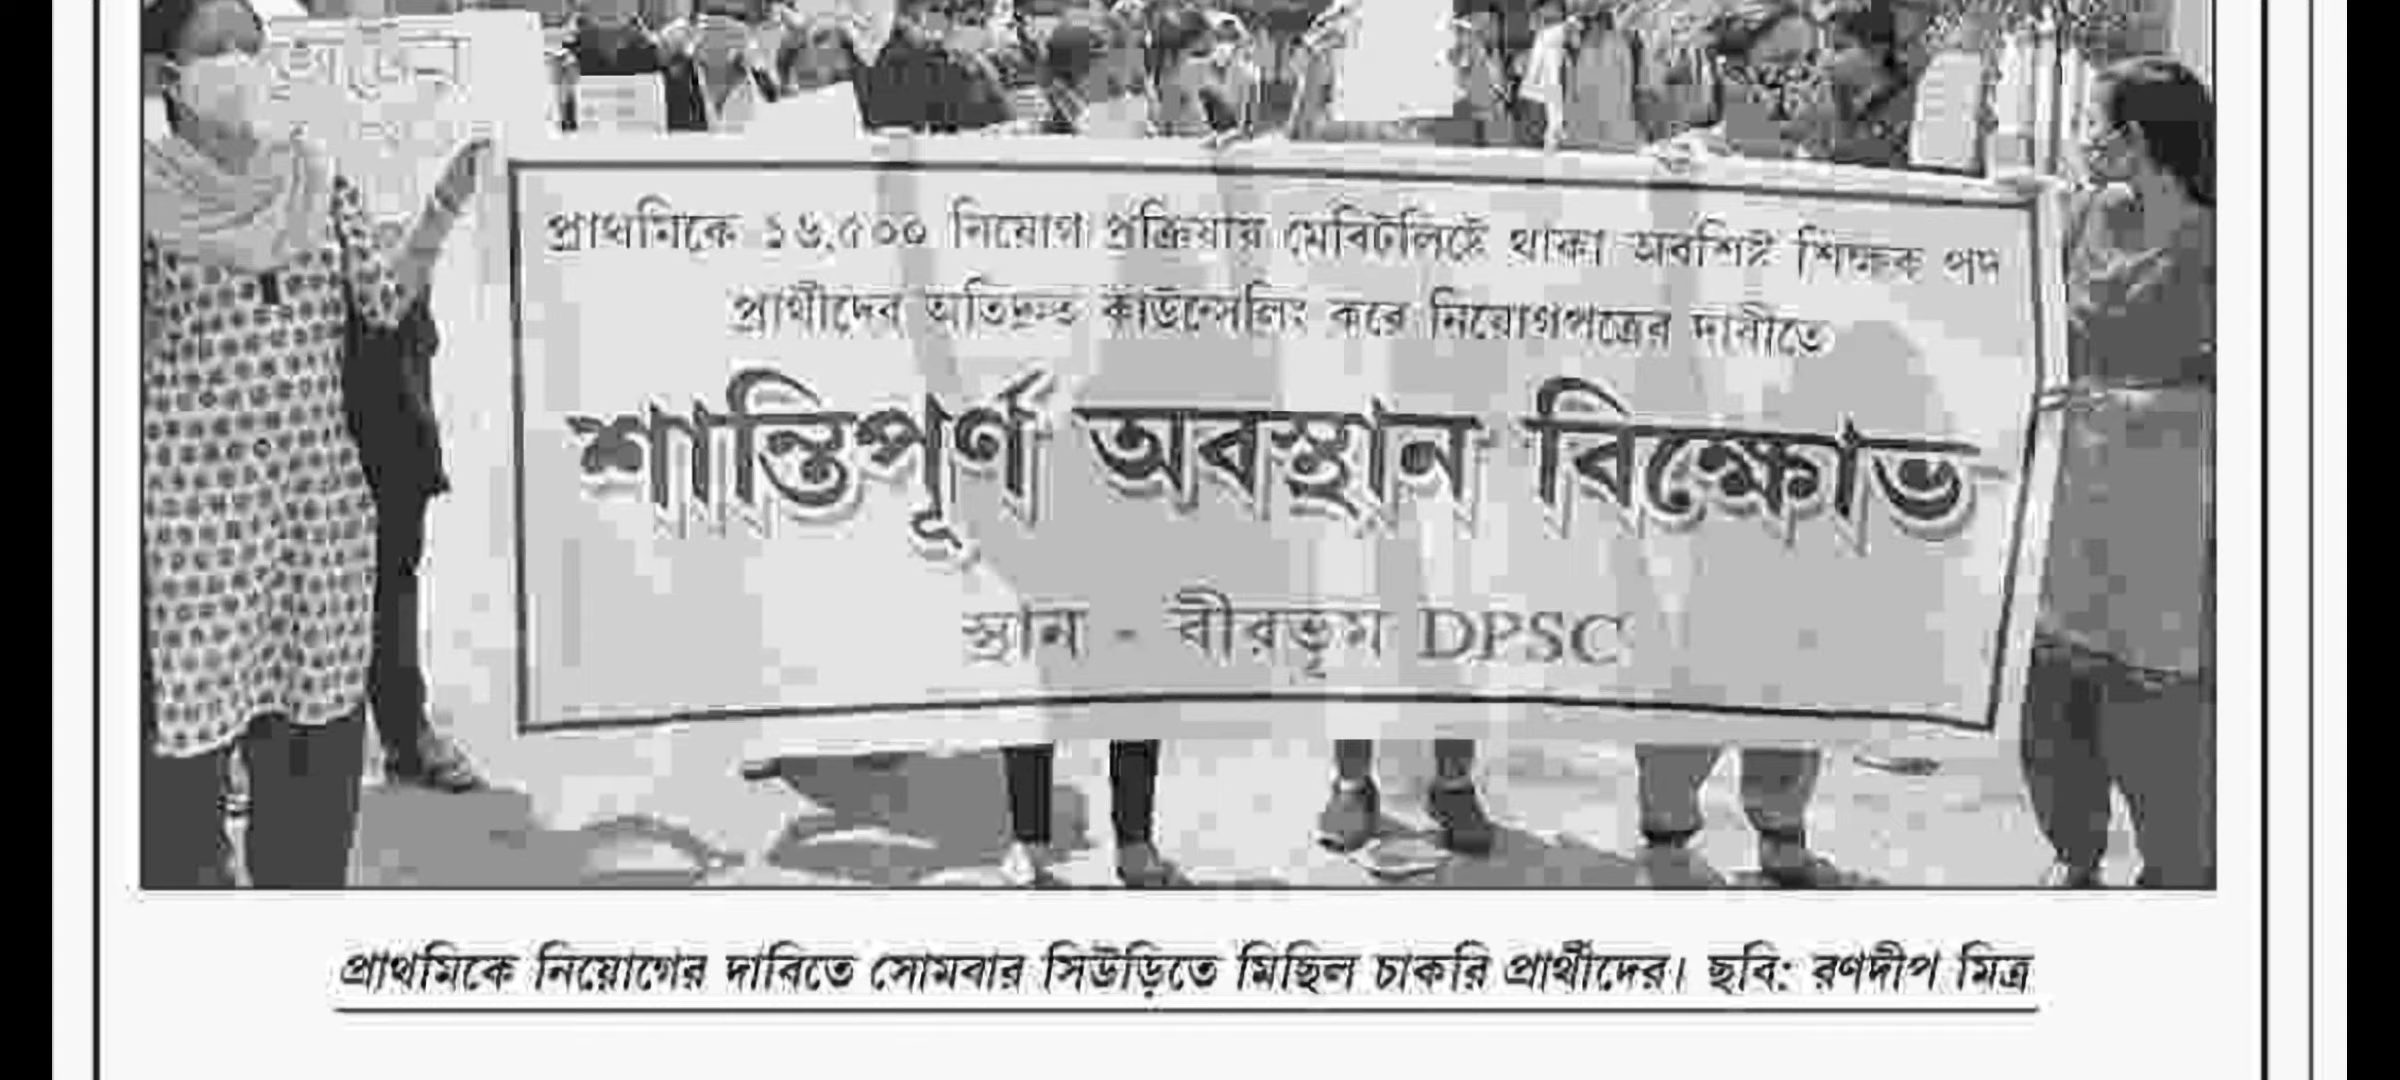 প্রাথমিকে ১৬,৫০০ নিয়োগ প্রক্রিয়ায় মেরিটলিস্টে থাকা অবশিষ্ট শিক্ষক পদ
প্রার্থীদের অতিদ্রুত কাউন্সেলিং করে নিয়োগপত্রের দাবীতে
শান্তিপূর্ণ অবস্থান বিক্ষোভ
স্থান - বীরভূম DPSC
প্রাথমিকে নিয়োগের দাবিতে সোমবার সিউড়িতে মিছিল চাকরি প্রার্থীদের। ছবি: রণদীপ মিত্র